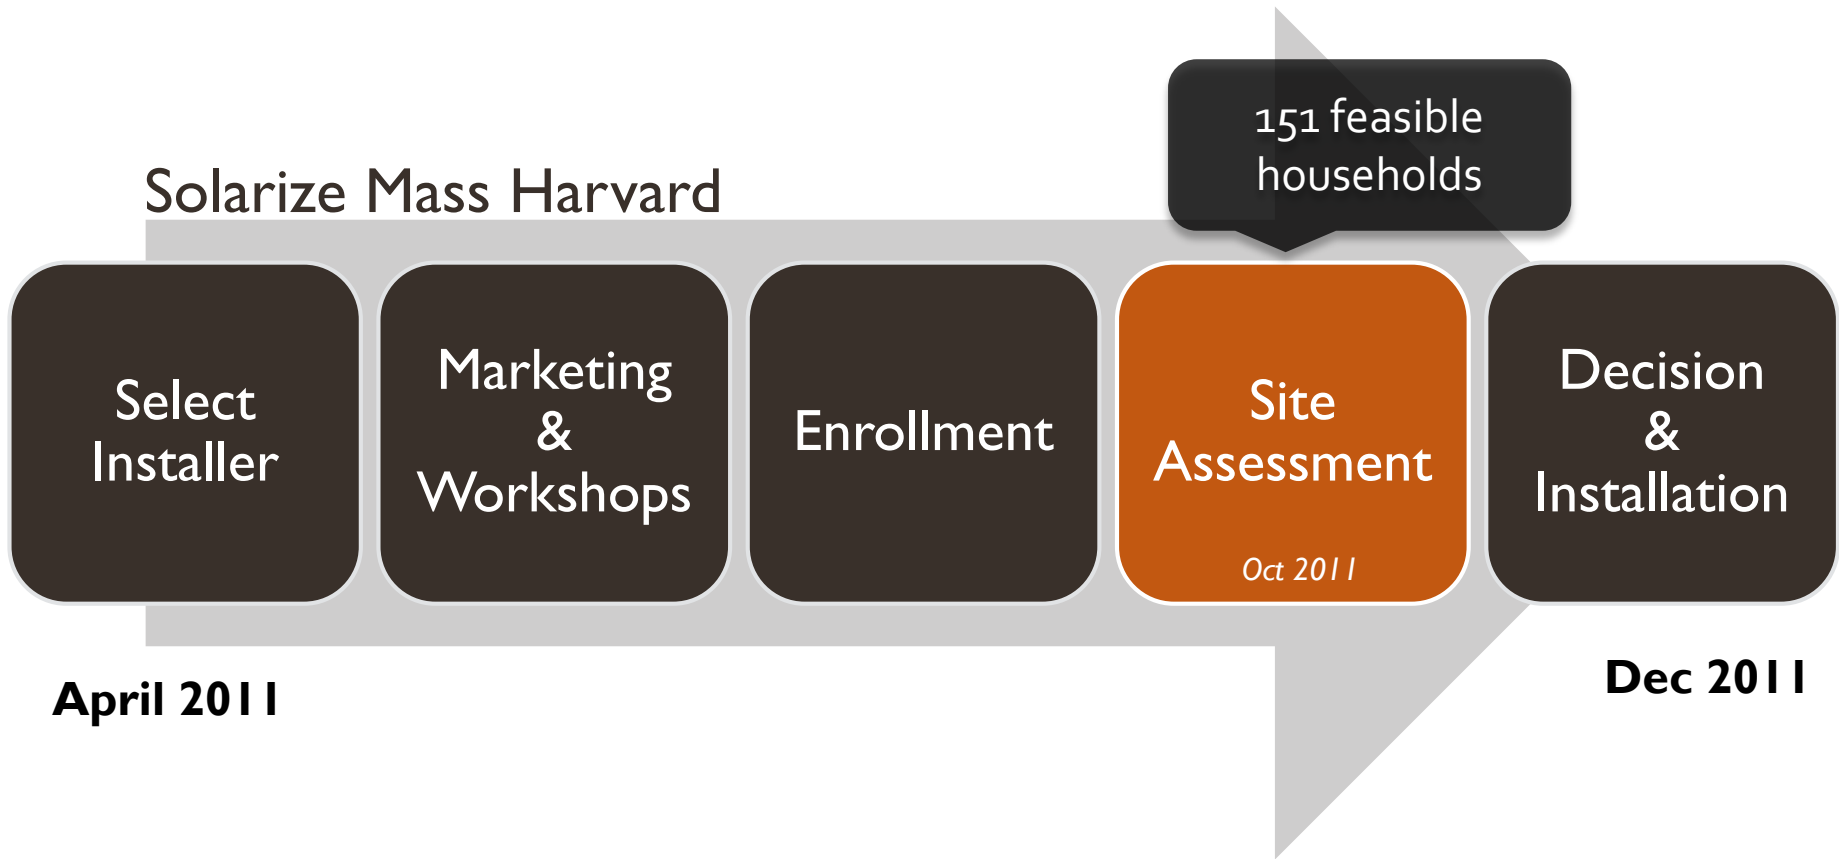 151 feasible
households
Solarize Mass Harvard
Select
Installer
Marketing
&
Workshops
Enrollment
Site
Assessment
Oct 2011
Decision
&
Installation
April 2011
Dec 2011